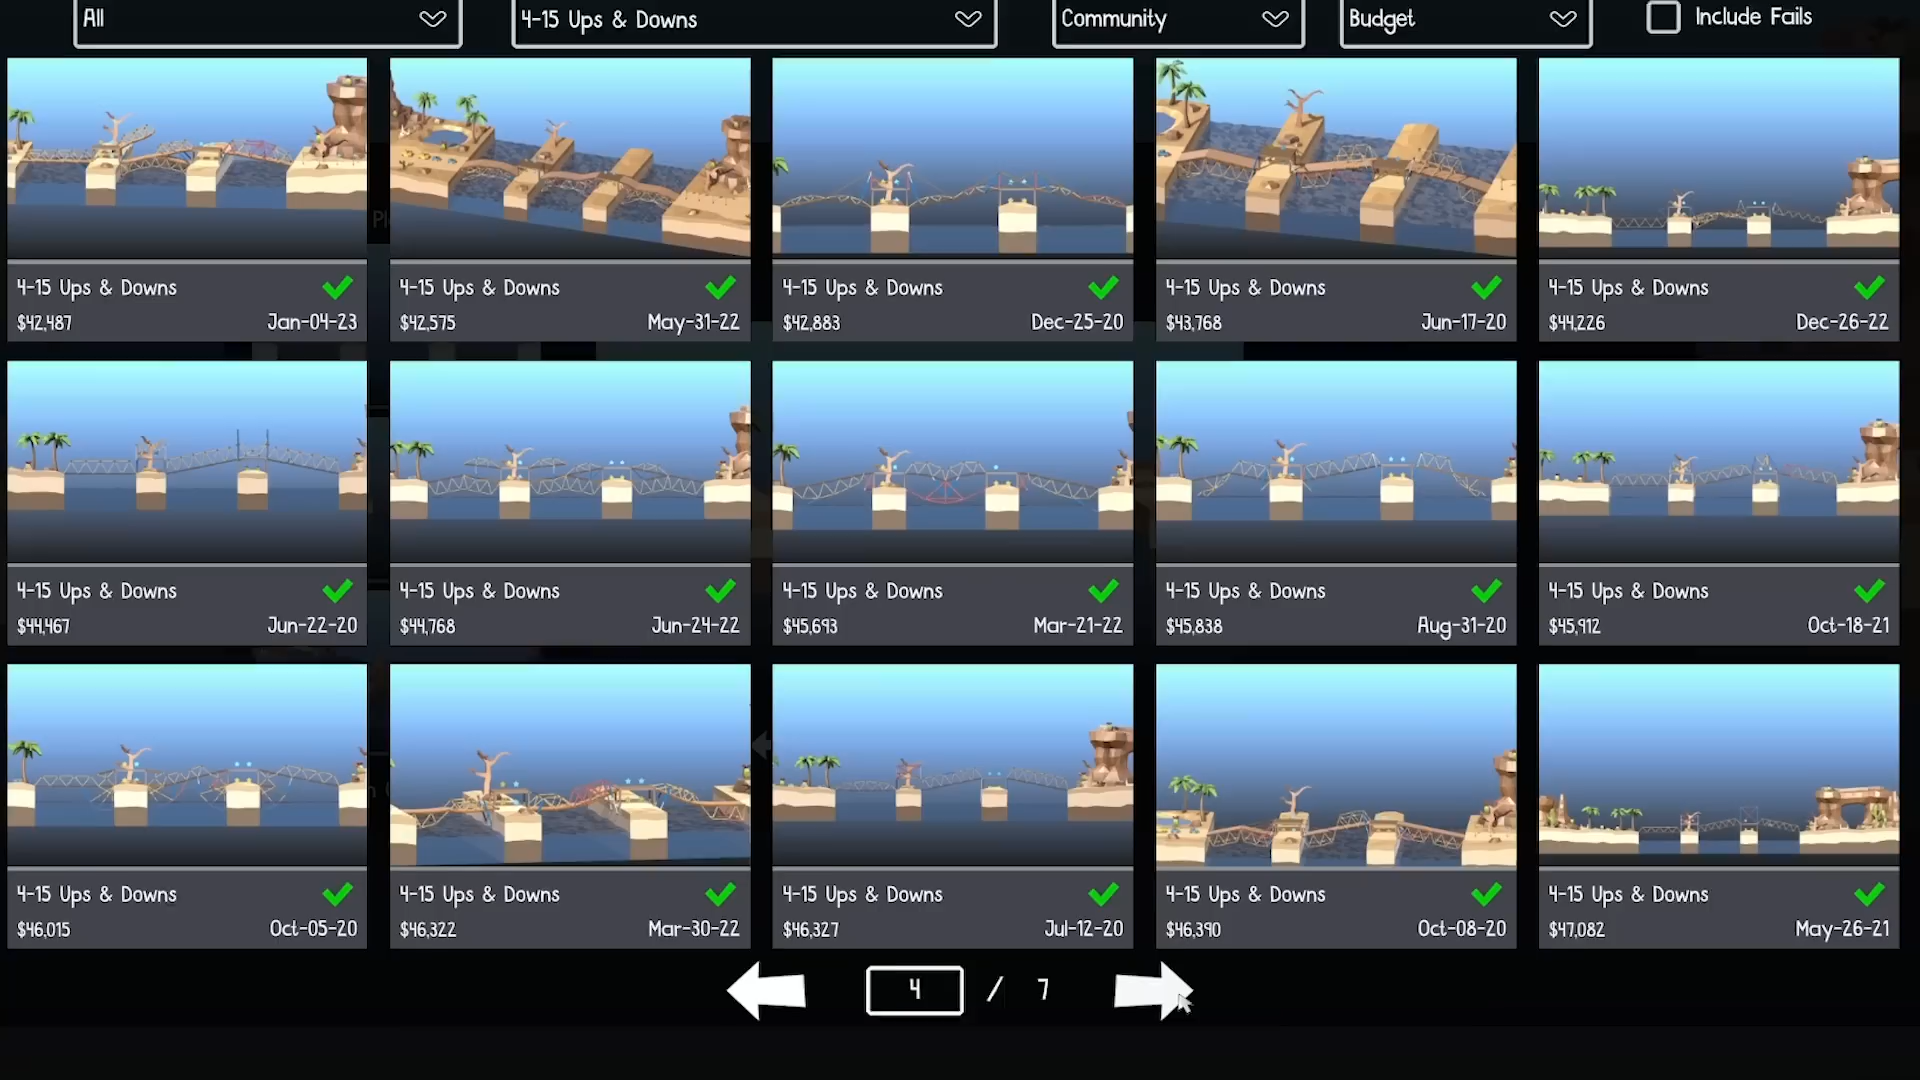 All
4-15 Ups & Downs
Community
Budget
Include Fails
4-15 Ups & Downs
$42,487 Jan-04-23
4-15 Ups & Downs
$42,575 May-31-22
4-15 Ups & Downs
$42,883 Dec-25-20
4-15 Ups & Downs
$43,768 Jun-17-20
4-15 Ups & Downs
$44,226 Dec-26-22
4-15 Ups & Downs
$44,467 Jun-22-20
4-15 Ups & Downs
$44,768 Jun-24-22
4-15 Ups & Downs
$45,693 Mar-21-22
4-15 Ups & Downs
$45,838 Aug-31-20
4-15 Ups & Downs
$45,912 Oct-18-21
4-15 Ups & Downs
$46,015 Oct-05-20
4-15 Ups & Downs
$46,322 Mar-30-22
4-15 Ups & Downs
$46,327 Jul-12-20
4-15 Ups & Downs
$46,390 Oct-08-20
4-15 Ups & Downs
$47,082 May-26-21
4 / 7